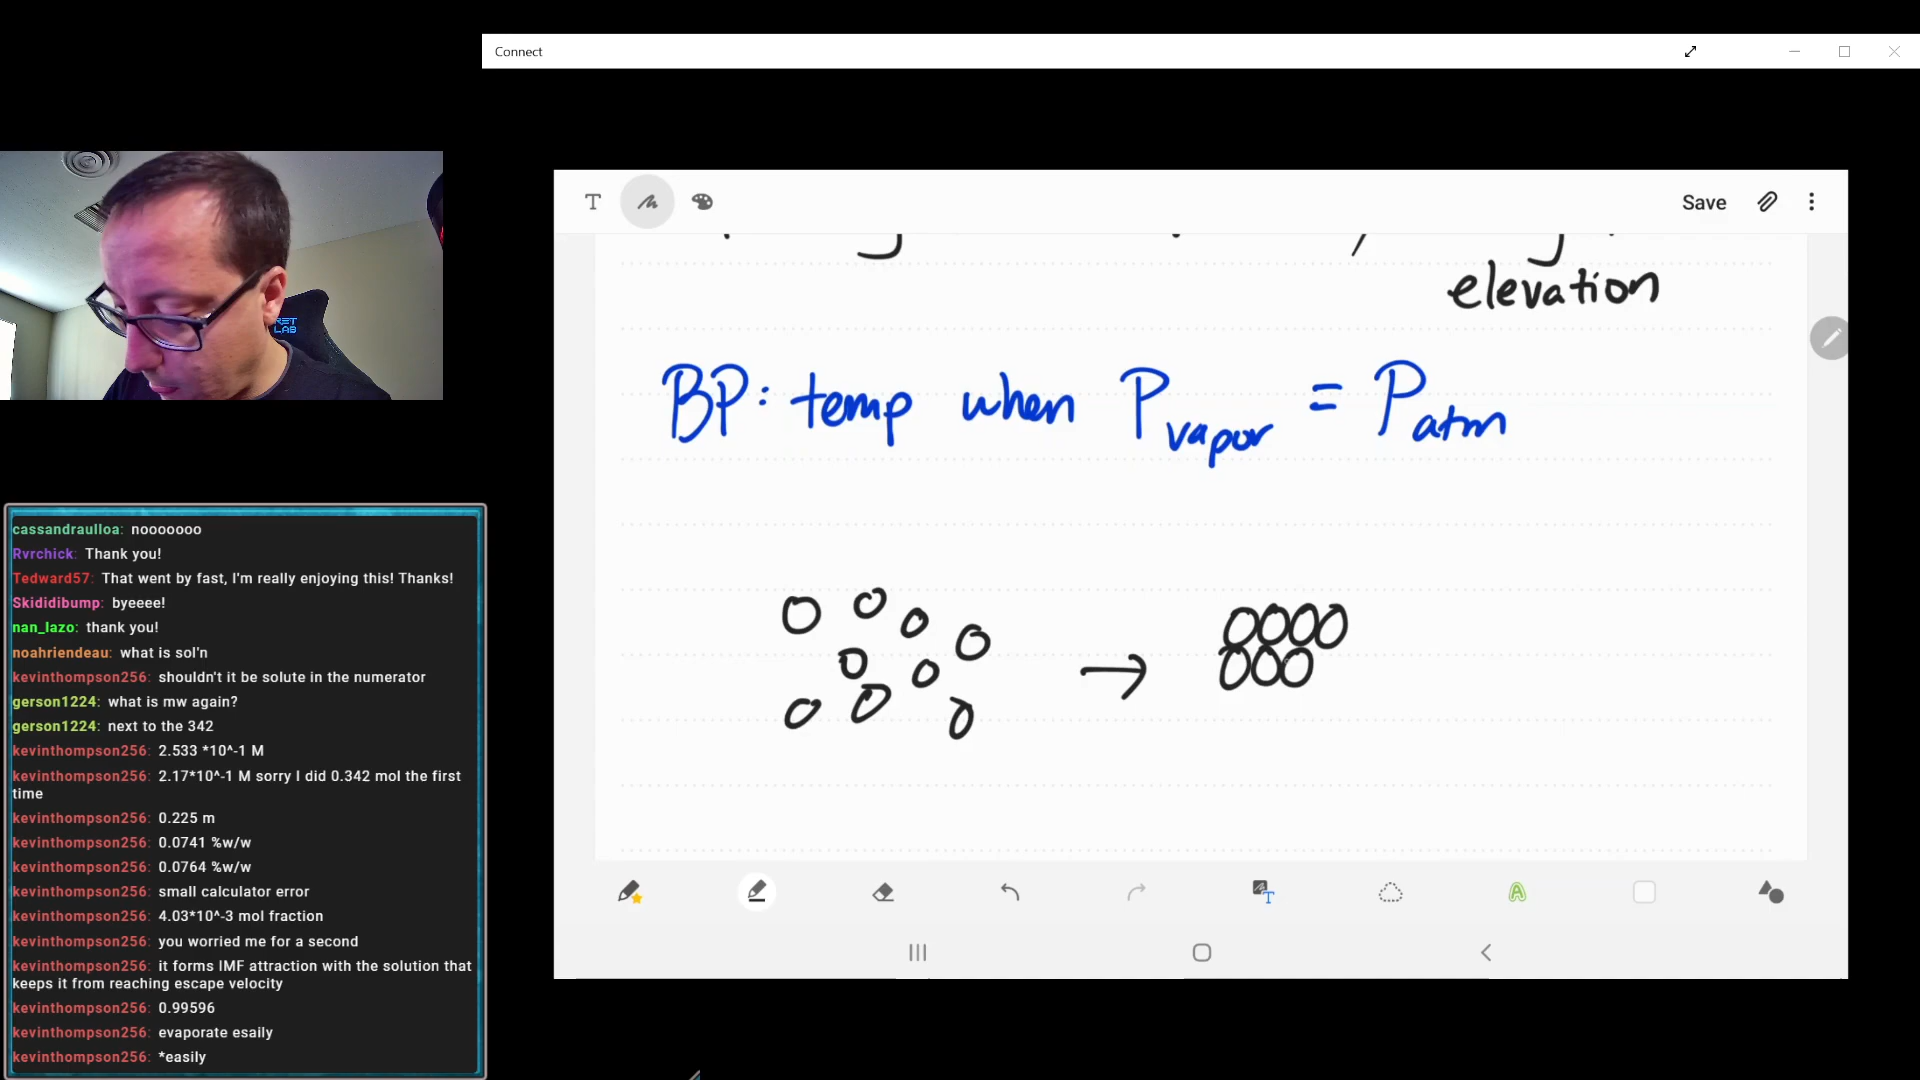 Connect
T
Save
elevation
BP: temp when Pvapor = Patm
RET
LAB
cassandraulloa: nooooooo
Rvrchick: Thank you!
Tedward57: That went by fast, I'm really enjoying this! Thanks!
Skididibump: byeeee!
nan_lazo: thank you!
noahriendeau: what is sol'n
kevinthompson256: shouldn't it be solute in the numerator
gerson1224: what is mw again?
gerson1224: next to the 342
kevinthompson256: 2.533 *10^-1 M
kevinthompson256: 2.17*10^-1 M sorry I did 0.342 mol the first
time
kevinthompson256: 0.225 m
kevinthompson256: 0.0741 %w/w
kevinthompson256: 0.0764 %w/w
kevinthompson256: small calculator error
kevinthompson256: 4.03*10^-3 mol fraction
kevinthompson256: you worried me for a second
kevinthompson256: it forms IMF attraction with the solution that
keeps it from reaching escape velocity
kevinthompson256: 0.99596
kevinthompson256: evaporate esaily
kevinthompson256: *easily